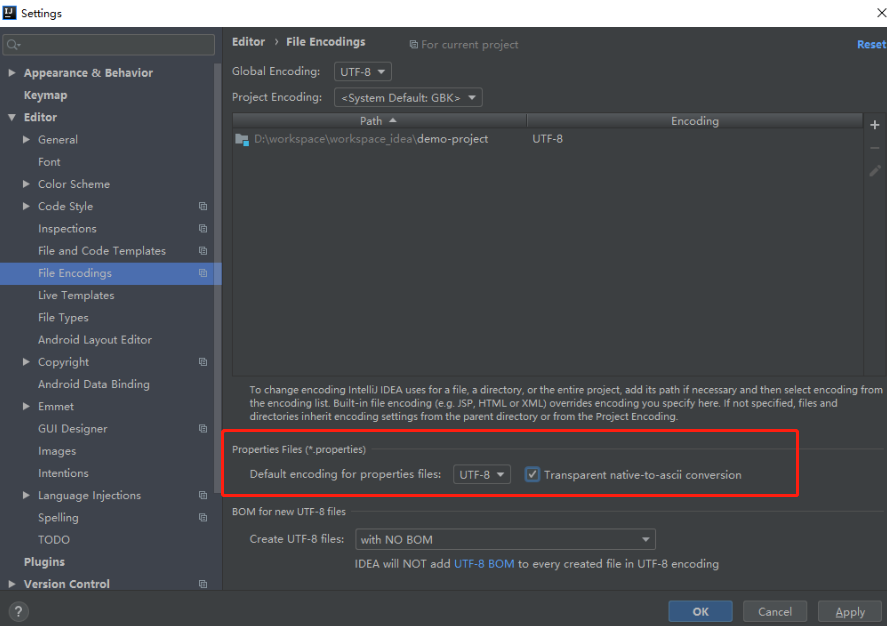 Settings
Appearance & Behavior
Keymap
Editor
General
Font
Color Scheme
Code Style
Inspections
File and Code Templates
File Encodings
Live Templates
File Types
Android Layout Editor
Copyright
Android Data Binding
Emmet
GUI Designer
Images
Intentions
Language Injections
Spelling
TODO
Plugins
Version Control
Editor › File Encodings For current project Reset
Global Encoding: UTF-8
Project Encoding: <System Default: GBK>
Path Encoding
D:\workspace\workspace_idea\demo-project UTF-8
To change encoding IntelliJ IDEA uses for a file, a directory, or the entire project, add its path if necessary and then select encoding from
the encoding list. Built-in file encoding (e.g. JSP, HTML or XML) overrides encoding you specify here. If not specified, files and
directories inherit encoding settings from the parent directory or from the Project Encoding.
Properties Files (*.properties)
Default encoding for properties files: UTF-8 Transparent native-to-ascii conversion
BOM for new UTF-8 files
Create UTF-8 files: with NO BOM
IDEA will NOT add UTF-8 BOM to every created file in UTF-8 encoding
? OK Cancel Apply